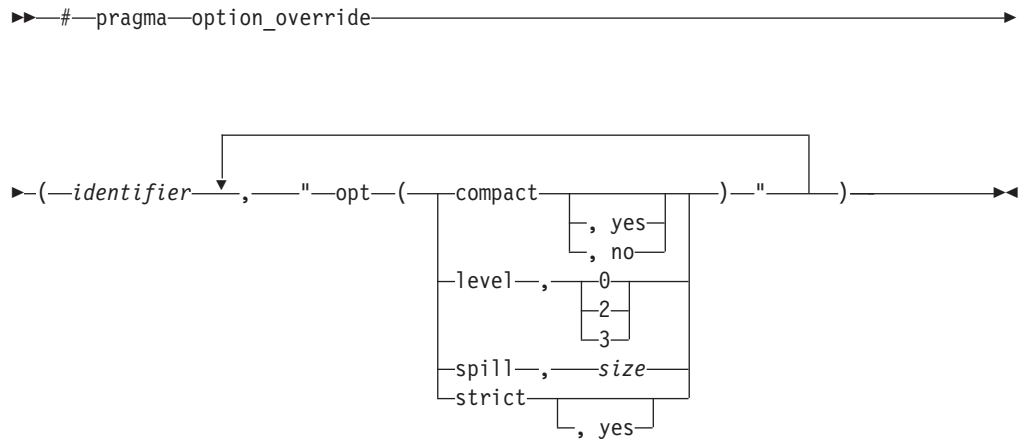 # pragma option_override
( identifier , " opt ( compact ) " )
, yes
, no
level , 0
2
3
spill , size
strict
, yes